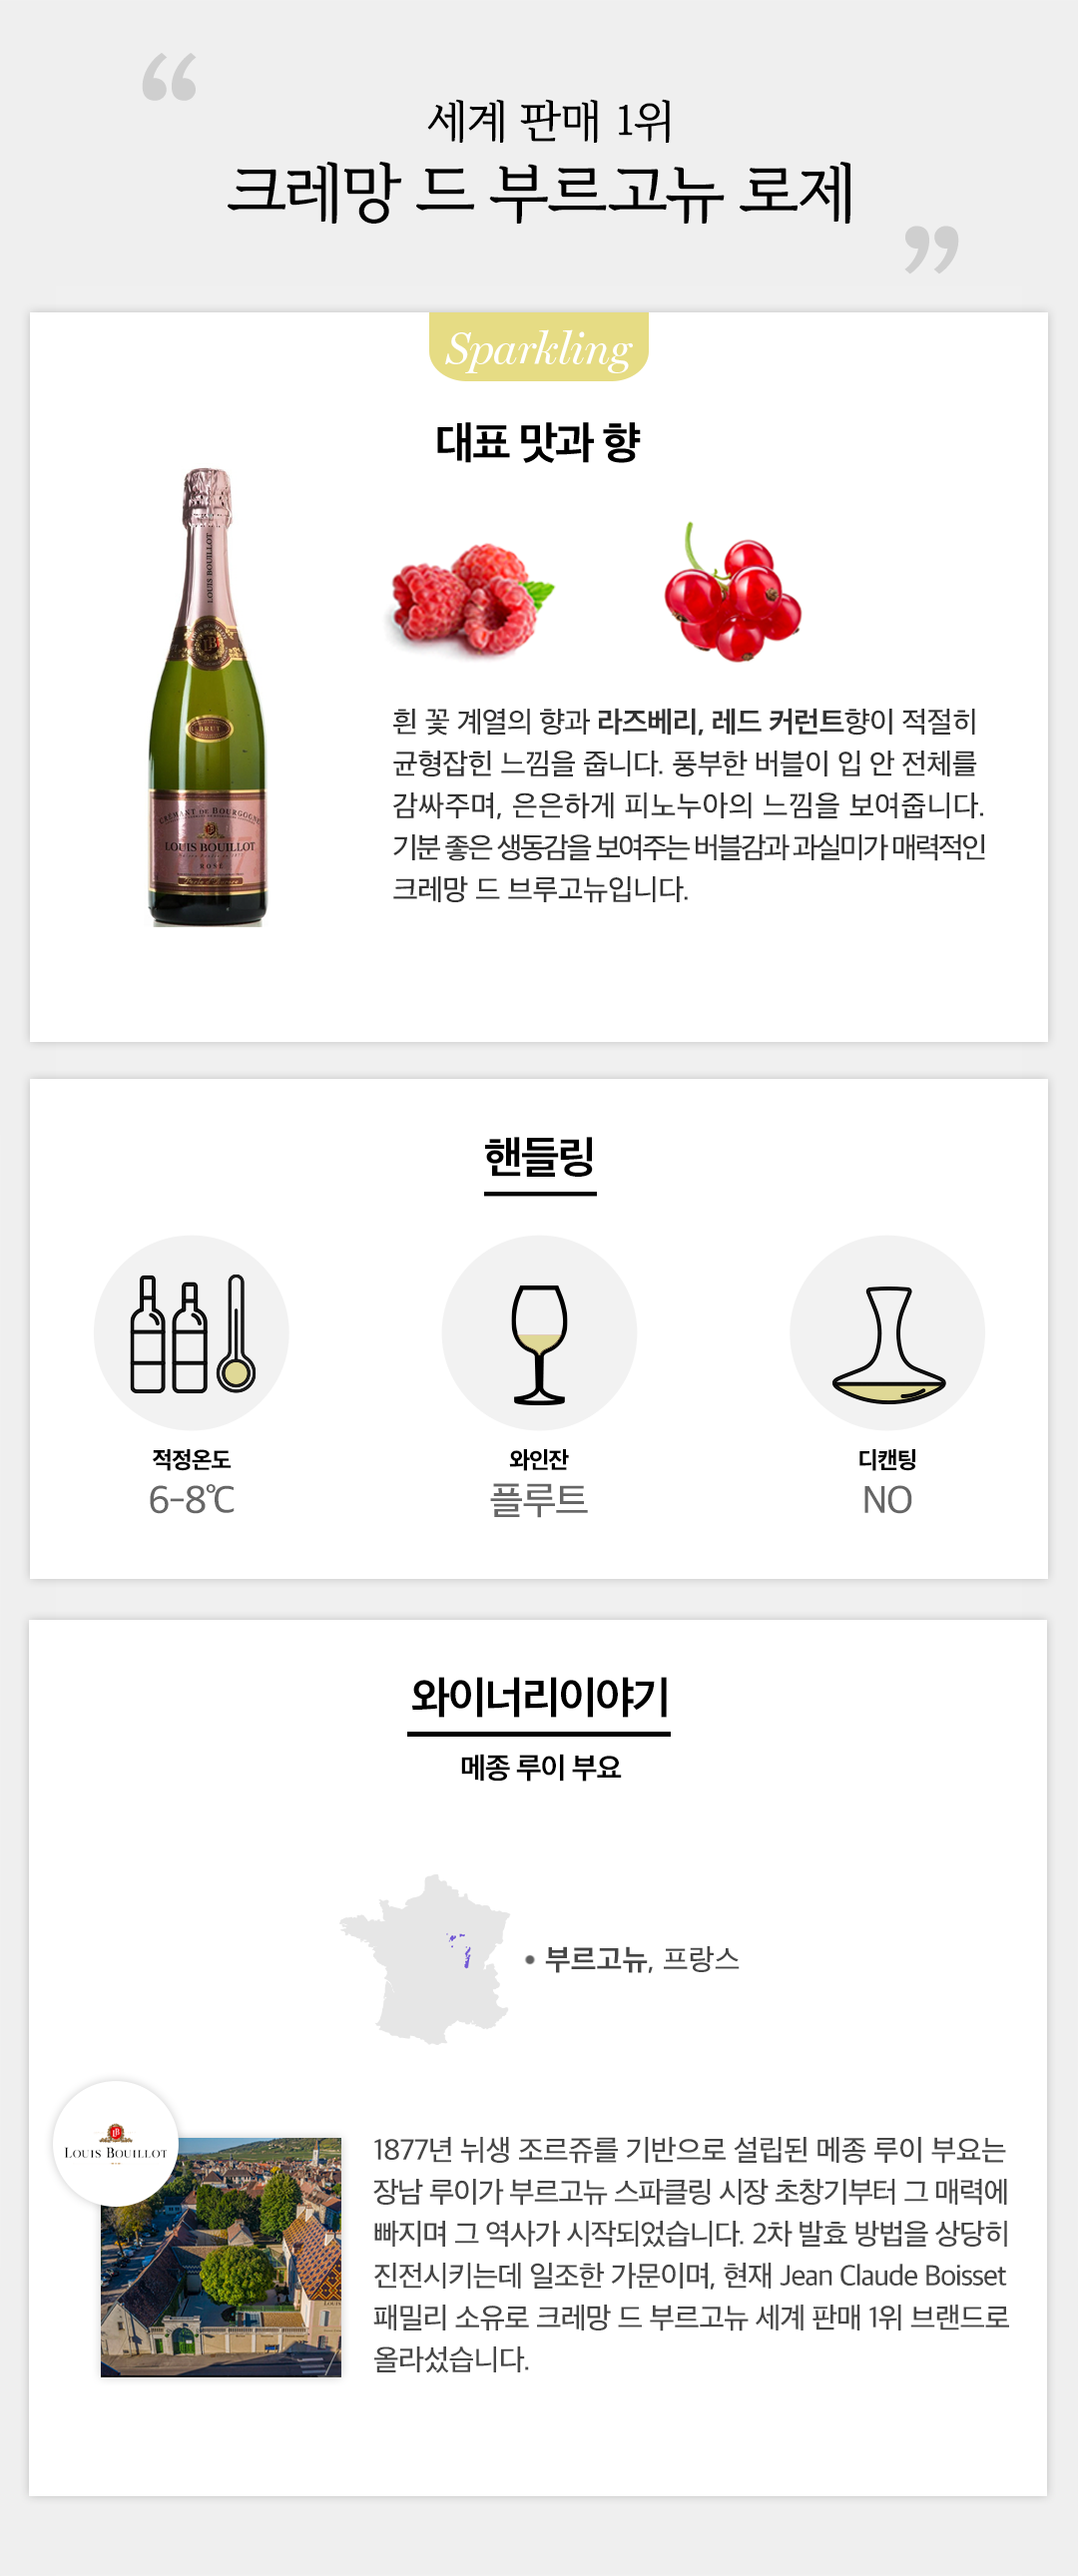 “
세계 판매 1위
크레망 드 부르고뉴 로제
”
Sparkling
대표 맛과 향
LOUIS BOUILLOT
LB
BRUT
CRÉMANT DE BOURGOGNE
LOUIS BOUILLOT
ROSÉ
흰 꽃 계열의 향과 라즈베리, 레드 커런트향이 적절히
균형잡힌 느낌을 줍니다. 풍부한 버블이 입 안 전체를
감싸주며, 은은하게 피노누아의 느낌을 보여줍니다.
기분 좋은 생동감을 보여주는 버블감과 과실미가 매력적인
크레망 드 브루고뉴입니다.
핸들링
적정온도
6-8℃
와인잔
플루트
디캔팅
NO
와이너리이야기
메종 루이 부요
• 부르고뉴, 프랑스
LB
LOUIS BOUILLOT
1877년 뉘생 조르쥬를 기반으로 설립된 메종 루이 부요는
장남 루이가 부르고뉴 스파클링 시장 초창기부터 그 매력에
빠지며 그 역사가 시작되었습니다. 2차 발효 방법을 상당히
진전시키는데 일조한 가문이며, 현재 Jean Claude Boisset
패밀리 소유로 크레망 드 부르고뉴 세계 판매 1위 브랜드로
올라섰습니다.